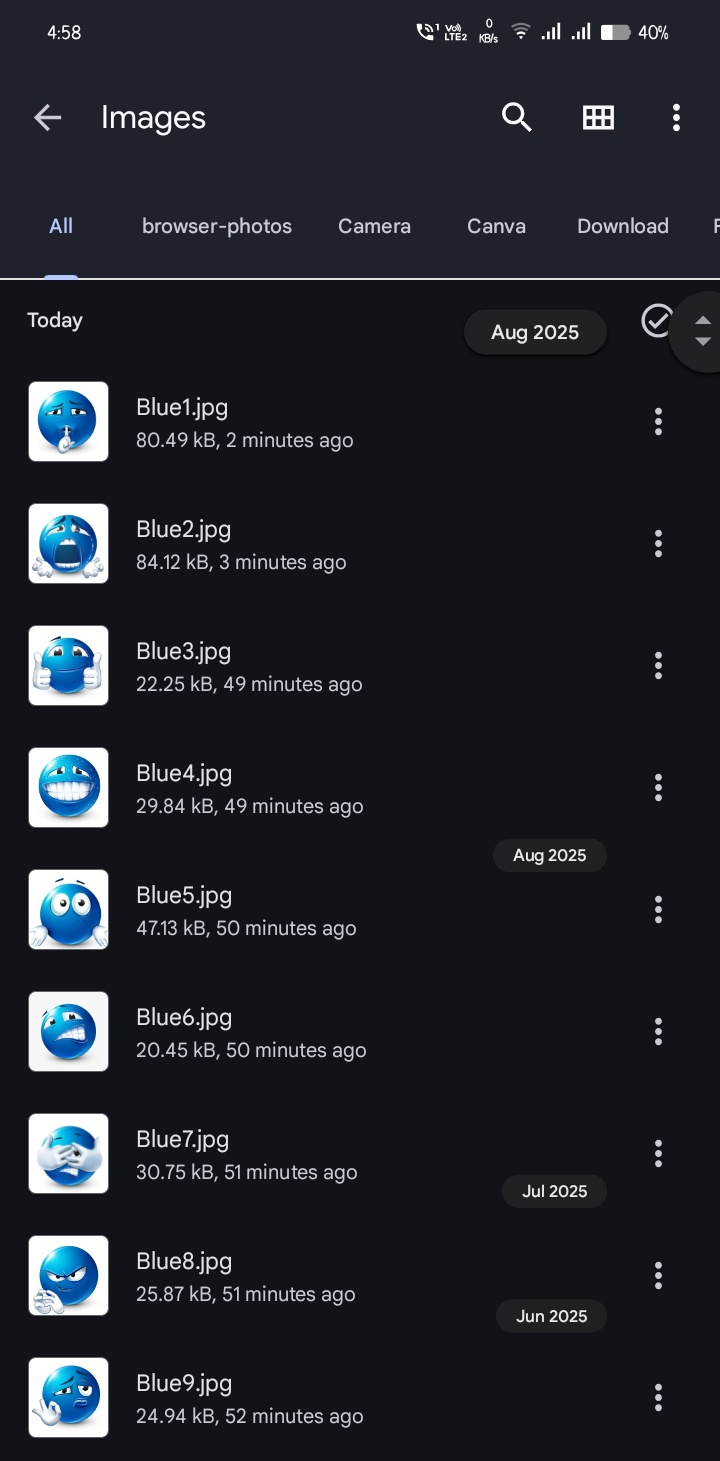 4:58
1 Vo) LTE2 0 KB/s 40%
Images
All browser-photos Camera Canva Download F
Today
Aug 2025
Blue1.jpg
80.49 kB, 2 minutes ago
Blue2.jpg
84.12 kB, 3 minutes ago
Blue3.jpg
22.25 kB, 49 minutes ago
Blue4.jpg
29.84 kB, 49 minutes ago
Aug 2025
Blue5.jpg
47.13 kB, 50 minutes ago
Blue6.jpg
20.45 kB, 50 minutes ago
Blue7.jpg
30.75 kB, 51 minutes ago
Jul 2025
Blue8.jpg
25.87 kB, 51 minutes ago
Jun 2025
Blue9.jpg
24.94 kB, 52 minutes ago